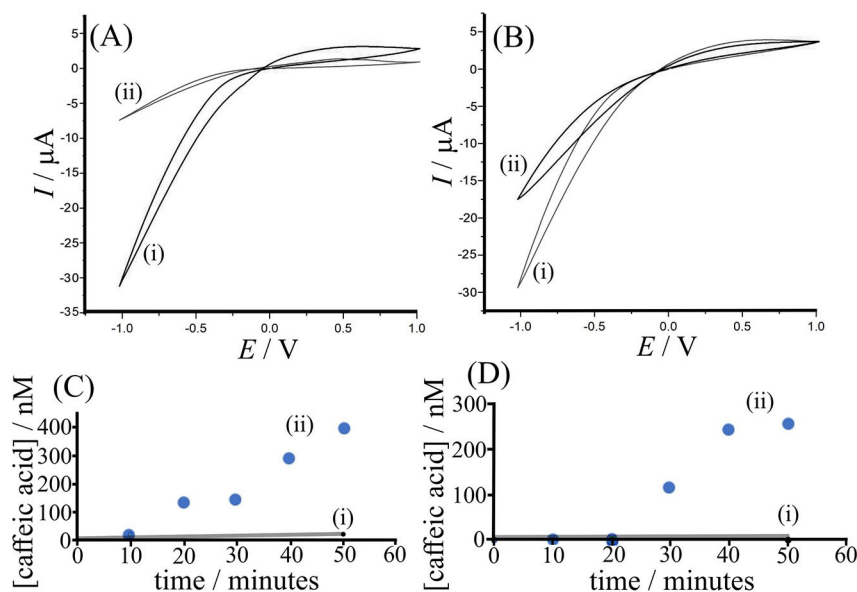 (A)
5
0
-5
-10
-15
-20
-25
-30
-35
I / μA
(ii)
(i)
-1.0 -0.5 0.0 0.5 1.0
E / V
(B)
5
0
-5
-10
-15
-20
-25
-30
I / μA
(ii)
(i)
-1.0 -0.5 0.0 0.5 1.0
E / V
(C)
[caffeic acid] / nM
400
300
200
100
0
(ii)
(i)
0 10 20 30 40 50 60
time / minutes
(D)
[caffeic acid] / nM
300
200
100
0
(ii)
(i)
0 10 20 30 40 50 60
time / minutes